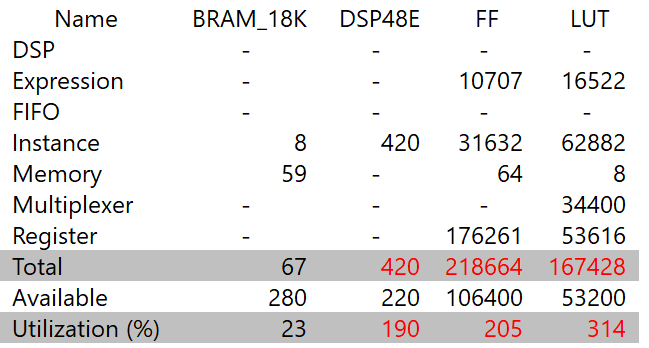 Name BRAM_18K DSP48E FF LUT
DSP - - - -
Expression - - 10707 16522
FIFO - - - -
Instance 8 420 31632 62882
Memory 59 - 64 8
Multiplexer - - - 34400
Register - - 176261 53616
Total 67 420 218664 167428
Available 280 220 106400 53200
Utilization (%) 23 190 205 314